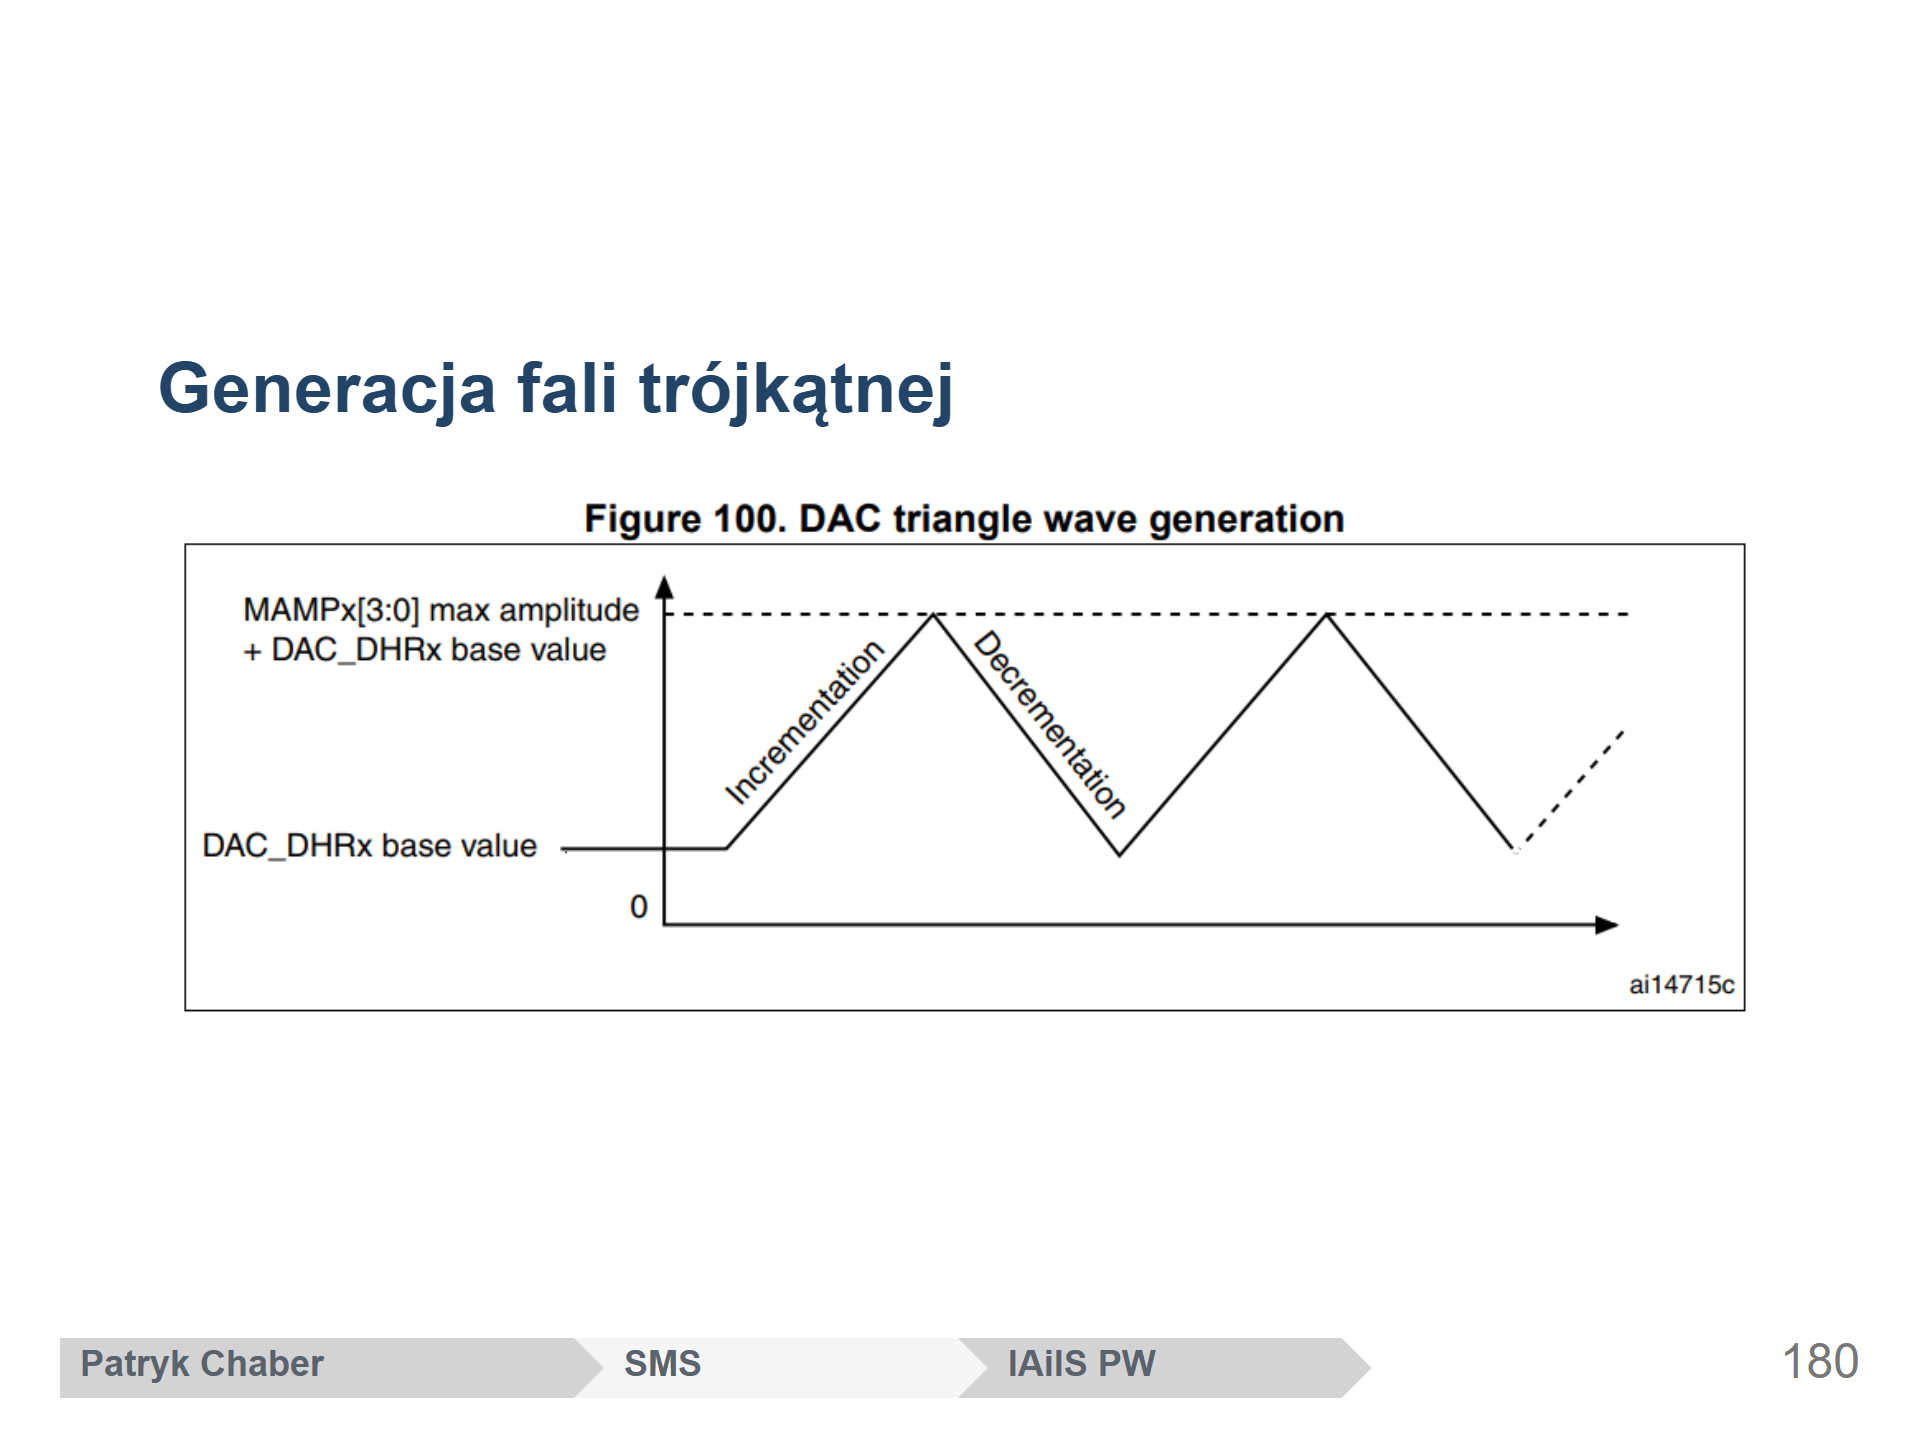 Generacja fali trójkątnej
Figure 100. DAC triangle wave generation
MAMPx[3:0] max amplitude
+ DAC_DHRx base value
Incrementation
Decrementation
DAC_DHRx base value
0
ai14715c
Patryk Chaber
SMS
IAiIS PW
180